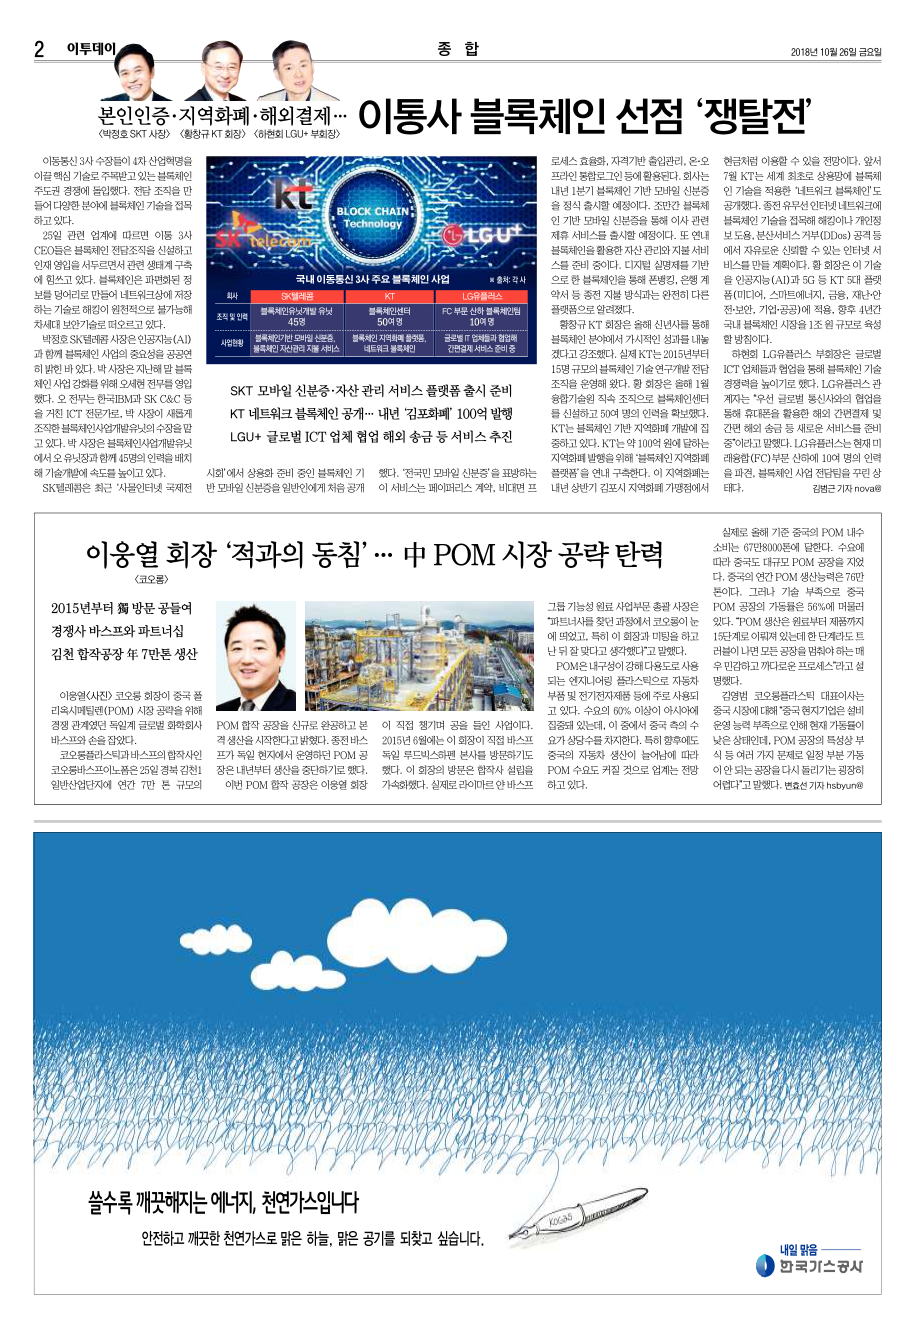 2
이투데이
종 합
2018년 10월 26일 금요일
본인인증·지역화폐·해외결제…
이통사 블록체인 선점 ‘쟁탈전’
〈박정호 SKT 사장〉 〈황창규 KT 회장〉 〈하현회 LGU+ 부회장〉
이동통신 3사 수장들이 4차 산업혁명을
이끌 핵심 기술로 주목받고 있는 블록체인
주도권 경쟁에 돌입했다. 전담 조직을 만
들어 다양한 분야에 블록체인 기술을 접목
하고 있다.
25일 관련 업계에 따르면 이통 3사
CEO들은 블록체인 전담조직을 신설하고
인재 영입을 서두르면서 관련 생태계 구축
에 힘쓰고 있다. 블록체인은 파편화된 정
보를 덩어리로 만들어 네트워크상에 저장
하는 기술로 해킹이 원천적으로 불가능해
차세대 보안기술로 떠오르고 있다.
박정호 SK텔레콤 사장은 인공지능(AI)
과 함께 블록체인 사업의 중요성을 공공연
히 밝힌 바 있다. 박 사장은 지난해 말 블록
체인 사업 강화를 위해 오세현 전무를 영입
했다. 오 전무는 한국IBM과 SK C&C 등
을 거친 ICT 전문가로, 박 사장이 새롭게
조직한 블록체인사업개발유닛의 수장을 맡
고 있다. 박 사장은 블록체인사업개발유닛
에서 오 유닛장과 함께 45명의 인력을 배치
해 기술개발에 속도를 높이고 있다.
SK텔레콤은 최근 ‘사물인터넷 국제전
kt
BLOCK CHAIN
Technology
SK telecom
LG U+
국내 이동통신 3사 주요 블록체인 사업
※ 출처: 각 사
회사 SK텔레콤 KT LG유플러스
조직 및 인력 블록체인유닛개발 유닛 45명 블록체인센터 50여 명 FC 부문 산하 블록체인팀 10여 명
사업현황 블록체인기반 모바일 신분증, 블록체인 자산관리 지불 서비스 블록체인 지역화폐 플랫폼, 네트워크 블록체인 글로벌 IT 업체들과 협업해 간편결제 서비스 준비 중
SKT 모바일 신분증·자산 관리 서비스 플랫폼 출시 준비
KT 네트워크 블록체인 공개… 내년 ‘김포화폐’ 100억 발행
LGU+ 글로벌 ICT 업체 협업 해외 송금 등 서비스 추진
시회’에서 상용화 준비 중인 블록체인 기
반 모바일 신분증을 일반인에게 처음 공개
했다. ‘전국민 모바일 신분증’을 표방하는
이 서비스는 페이퍼리스 계약, 비대면 프
로세스 효율화, 자격기반 출입관리, 온·오
프라인 통합로그인 등에 활용된다. 회사는
내년 1분기 블록체인 기반 모바일 신분증
을 정식 출시할 예정이다. 조만간 블록체
인 기반 모바일 신분증을 통해 이사 관련
제휴 서비스를 출시할 예정이다. 또 연내
블록체인을 활용한 자산 관리와 지불 서비
스를 준비 중이다. 디지털 실명제를 기반
으로 한 블록체인을 통해 폰뱅킹, 은행 계
약서 등 종전 지불 방식과는 완전히 다른
플랫폼으로 알려졌다.
황창규 KT 회장은 올해 신년사를 통해
블록체인 분야에서 가시적인 성과를 내놓
겠다고 강조했다. 실제 KT는 2015년부터
15명 규모의 블록체인 기술 연구개발 전담
조직을 운영해 왔다. 황 회장은 올해 1월
융합기술원 직속 조직으로 블록체인센터
를 신설하고 50여 명의 인력을 확보했다.
KT는 블록체인 기반 지역화폐 개발에 집
중하고 있다. KT는 약 100억 원에 달하는
지역화폐 발행을 위해 ‘블록체인 지역화폐
플랫폼’을 연내 구축한다. 이 지역화폐는
내년 상반기 김포시 지역화폐 가맹점에서
현금처럼 이용할 수 있을 전망이다. 앞서
7월 KT는 세계 최초로 상용망에 블록체
인 기술을 적용한 ‘네트워크 블록체인’도
공개했다. 종전 유무선 인터넷 네트워크에
블록체인 기술을 접목해 해킹이나 개인정
보 도용, 분산서비스 거부(DDos) 공격 등
에서 자유로운 신뢰할 수 있는 인터넷 서
비스를 만들 계획이다. 황 회장은 이 기술
을 인공지능(AI)과 5G 등 KT 5대 플랫
폼(미디어, 스마트에너지, 금융, 재난·안
전·보안, 기업·공공)에 적용, 향후 4년간
국내 블록체인 시장을 1조 원 규모로 육성
할 방침이다.
하현회 LG유플러스 부회장은 글로벌
ICT 업체들과 협업을 통해 블록체인 기술
경쟁력을 높이기로 했다. LG유플러스 관
계자는 “우선 글로벌 통신사와의 협업을
통해 휴대폰을 활용한 해외 간편결제 및
간편 해외 송금 등 새로운 서비스를 준비
중”이라고 말했다. LG유플러스는 현재 미
래융합(FC)부문 산하에 10여 명의 인력
을 파견, 블록체인 사업 전담팀을 꾸린 상
태다. 김범근 기자 nova@
이웅열 회장 ‘적과의 동침’… 中 POM 시장 공략 탄력
〈코오롱〉
2015년부터 獨 방문 공들여
경쟁사 바스프와 파트너십
김천 합작공장 年 7만톤 생산
이웅열〈사진〉 코오롱 회장이 중국 폴
리옥시메틸렌(POM) 시장 공략을 위해
경쟁 관계였던 독일계 글로벌 화학회사
바스프와 손을 잡았다.
코오롱플라스틱과 바스프의 합작사인
코오롱바스프이노폼은 25일 경북 김천1
일반산업단지에 연간 7만 톤 규모의
POM 합작 공장을 신규로 완공하고 본
격 생산을 시작한다고 밝혔다. 종전 바스
프가 독일 현지에서 운영하던 POM 공
장은 내년부터 생산을 중단하기로 했다.
이번 POM 합작 공장은 이웅열 회장
이 직접 챙기며 공을 들인 사업이다.
2015년 6월에는 이 회장이 직접 바스프
독일 루드빅스하펜 본사를 방문하기도
했다. 이 회장의 방문은 합작사 설립을
가속화했다. 실제로 라이마르 얀 바스프
그룹 기능성 원료 사업부문 총괄 사장은
“파트너사를 찾던 과정에서 코오롱이 눈
에 띄었고, 특히 이 회장과 미팅을 하고
난 뒤 잘 맞다고 생각했다”고 말했다.
POM은 내구성이 강해 다용도로 사용
되는 엔지니어링 플라스틱으로 자동차
부품 및 전기전자제품 등에 주로 사용되
고 있다. 수요의 60% 이상이 아시아에
집중돼 있는데, 이 중에서 중국 측의 수
요가 상당수를 차지한다. 특히 향후에도
중국의 자동차 생산이 늘어남에 따라
POM 수요도 커질 것으로 업계는 전망
하고 있다.
실제로 올해 기준 중국의 POM 내수
소비는 67만8000톤에 달한다. 수요에
따라 중국도 대규모 POM 공장을 지었
다. 중국의 연간 POM 생산능력은 76만
톤이다. 그러나 기술 부족으로 중국
POM 공장의 가동률은 56%에 머물러
있다. “POM 생산은 원료부터 제품까지
15단계로 이뤄져 있는데 한 단계라도 트
러블이 나면 모든 공장을 멈춰야 하는 매
우 민감하고 까다로운 프로세스”라고 설
명했다.
김영범 코오롱플라스틱 대표이사는
중국 시장에 대해 “중국 현지기업은 설비
운영 능력 부족으로 인해 현재 가동률이
낮은 상태인데, POM 공장의 특성상 부
식 등 여러 가지 문제로 일정 부분 가동
이 안 되는 공장을 다시 돌리기는 굉장히
어렵다”고 말했다. 변효선 기자 hsbyun@
쓸수록 깨끗해지는 에너지, 천연가스입니다
안전하고 깨끗한 천연가스로 맑은 하늘, 맑은 공기를 되찾고 싶습니다.
KOGAS
내일 맑음
한국가스공사